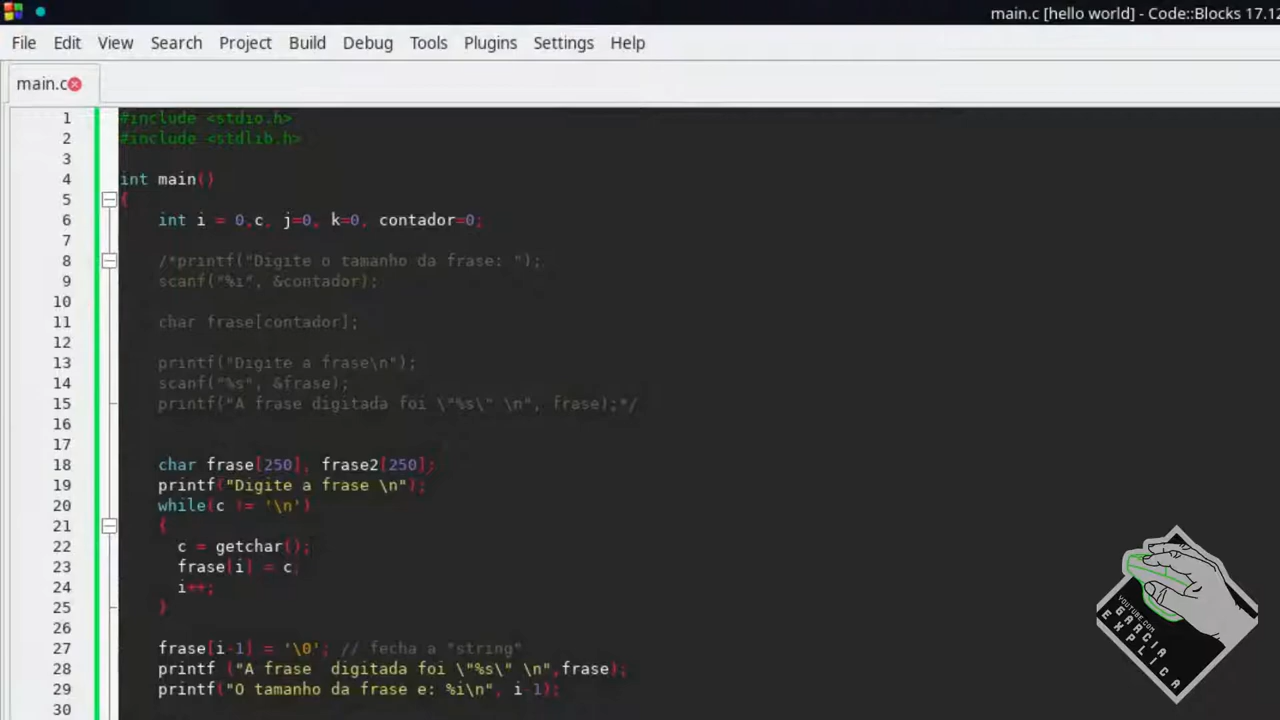 main.c [hello world] - Code::Blocks 17.12
File Edit View Search Project Build Debug Tools Plugins Settings Help
main.c
1 #include <stdio.h>
2 #include <stdlib.h>
3
4 int main()
5 {
6 int i = 0,c, j=0, k=0, contador=0;
7
8 /*printf("Digite o tamanho da frase: ");
9 scanf("%i", &contador);
10
11 char frase[contador];
12
13 printf("Digite a frase\n");
14 scanf("%s", &frase);
15 printf("A frase digitada foi \"%s\" \n", frase);*/
16
17
18 char frase[250], frase2[250];
19 printf("Digite a frase \n");
20 while(c != '\n')
21 {
22 c = getchar();
23 frase[i] = c;
24 i++;
25 }
26
27 frase[i-1] = '\0'; // fecha a "string"
28 printf ("A frase  digitada foi \"%s\" \n",frase);
29 printf("O tamanho da frase e: %i\n", i-1);
30
YOUTUBE.COM
GARCIA
EXPLICA